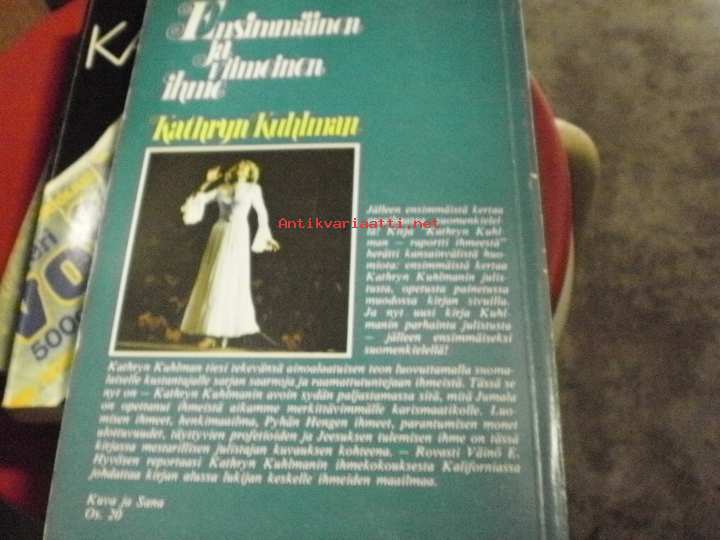 Ensimmäinen
ja
viimeinen
ihme
Kathryn Kuhlman
Antikvariaatti.net
Jälleen ensimmäistä kertaa
suomenkielel-
lä! Kirja "Kathryn Kuhl-
man — raportti ihmeestä"
herätti kansainvälistä huo-
miota: ensimmäistä kertaa
Kathryn Kuhlmanin julis-
tusta, opetusta painetussa
muodossa kirjan sivuilla.
Ja nyt uusi kirja Kuhl-
manin parhainta julistusta
— jälleen ensimmäiseksi
suomenkielellä!
Kathryn Kuhlman tiesi tekevänsä ainoalaatuisen teon luovuttamalla suoma-
laiselle kustantajalle sarjan saarnoja ja raamattutuntejaan ihmeistä. Tässä se
nyt on — Kathryn Kuhlmanin avoin sydän paljastamassa sitä, mitä Jumala
on opettanut ihmeistä aikamme merkittävimmälle karismaatikolle. Luo-
misen ihmeet, henkimaailma, Pyhän Hengen ihmeet, parantumisen monet
ulottuvuudet, täyttyvien profetioiden ja Jeesuksen tulemisen ihme on tässä
kirjassa mestarillisen julistajan kuvauksen kohteena. — Rovasti Väinö E.
Hyvösen reportaasi Kathryn Kuhlmanin ihmekokouksesta Kaliforniassa
johdattaa kirjan alussa lukijan keskelle ihmeiden maailmaa.
Kuva ja Sana
Os. 20